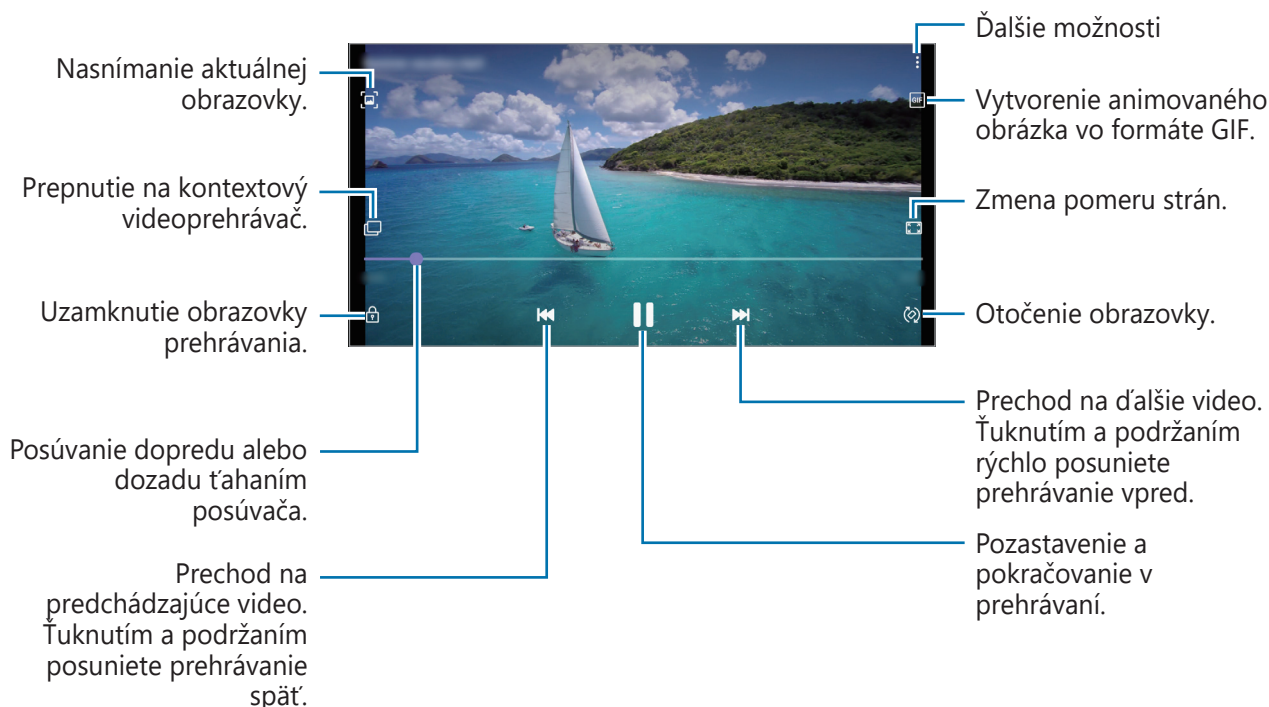 Nasnímanie aktuálnej
obrazovky.
Prepnutie na kontextový
videoprehrávač.
Uzamknutie obrazovky
prehrávania.
Posúvanie dopredu alebo
dozadu ťahaním
posúvača.
Prechod na
predchádzajúce video.
Ťuknutím a podržaním
posuniete prehrávanie
späť.
Ďalšie možnosti
GIF
Vytvorenie animovaného
obrázka vo formáte GIF.
Zmena pomeru strán.
Otočenie obrazovky.
Prechod na ďalšie video.
Ťuknutím a podržaním
rýchlo posuniete
prehrávanie vpred.
Pozastavenie a
pokračovanie v
prehrávaní.